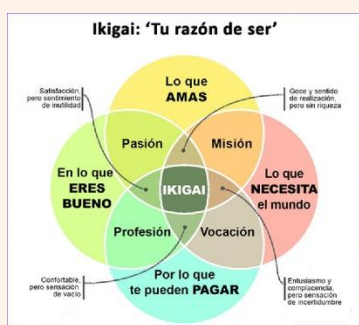 Ikigai: 'Tu razón de ser'
Satisfacción,
pero sentimiento
de inutilidad
Lo que
AMAS
Goce y sentido
de realización,
pero sin riqueza
Pasión
Misión
En lo que
ERES
BUENO
IKIGAI
Lo que
NECESITA
el mundo
Profesión
Vocación
Confortable,
pero sensación
de vacío
Por lo que
te pueden PAGAR
Entusiasmo y
complacencia,
pero sensación
de incertidumbre